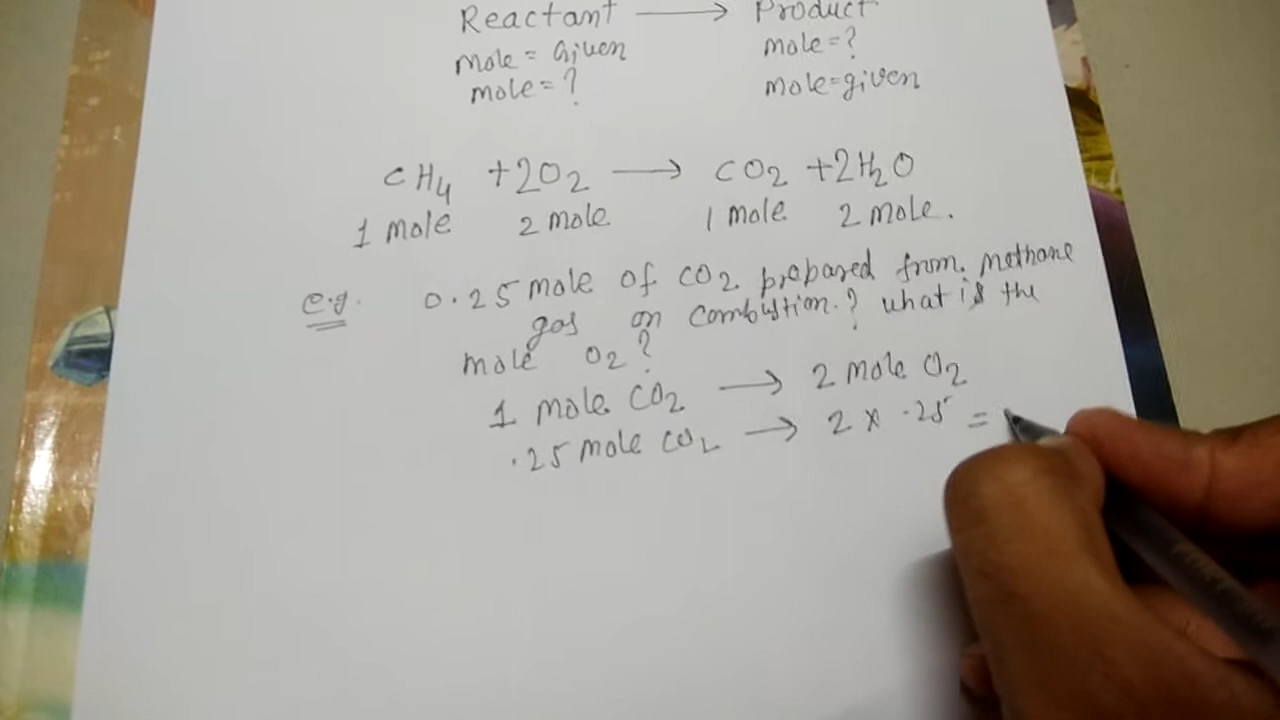 Reactant → Product
mole = Given mole = ?
mole = ? mole = given
CH4 + 2O2 → CO2 + 2H2O
1 mole 2 mole 1 mole 2 mole.
e.g. 0.25 mole of CO2 prepared from methane
gas on combustion.? what is the
mole O2 ?
1 mole CO2 → 2 mole O2
.25 mole CO2 → 2 x .25 =